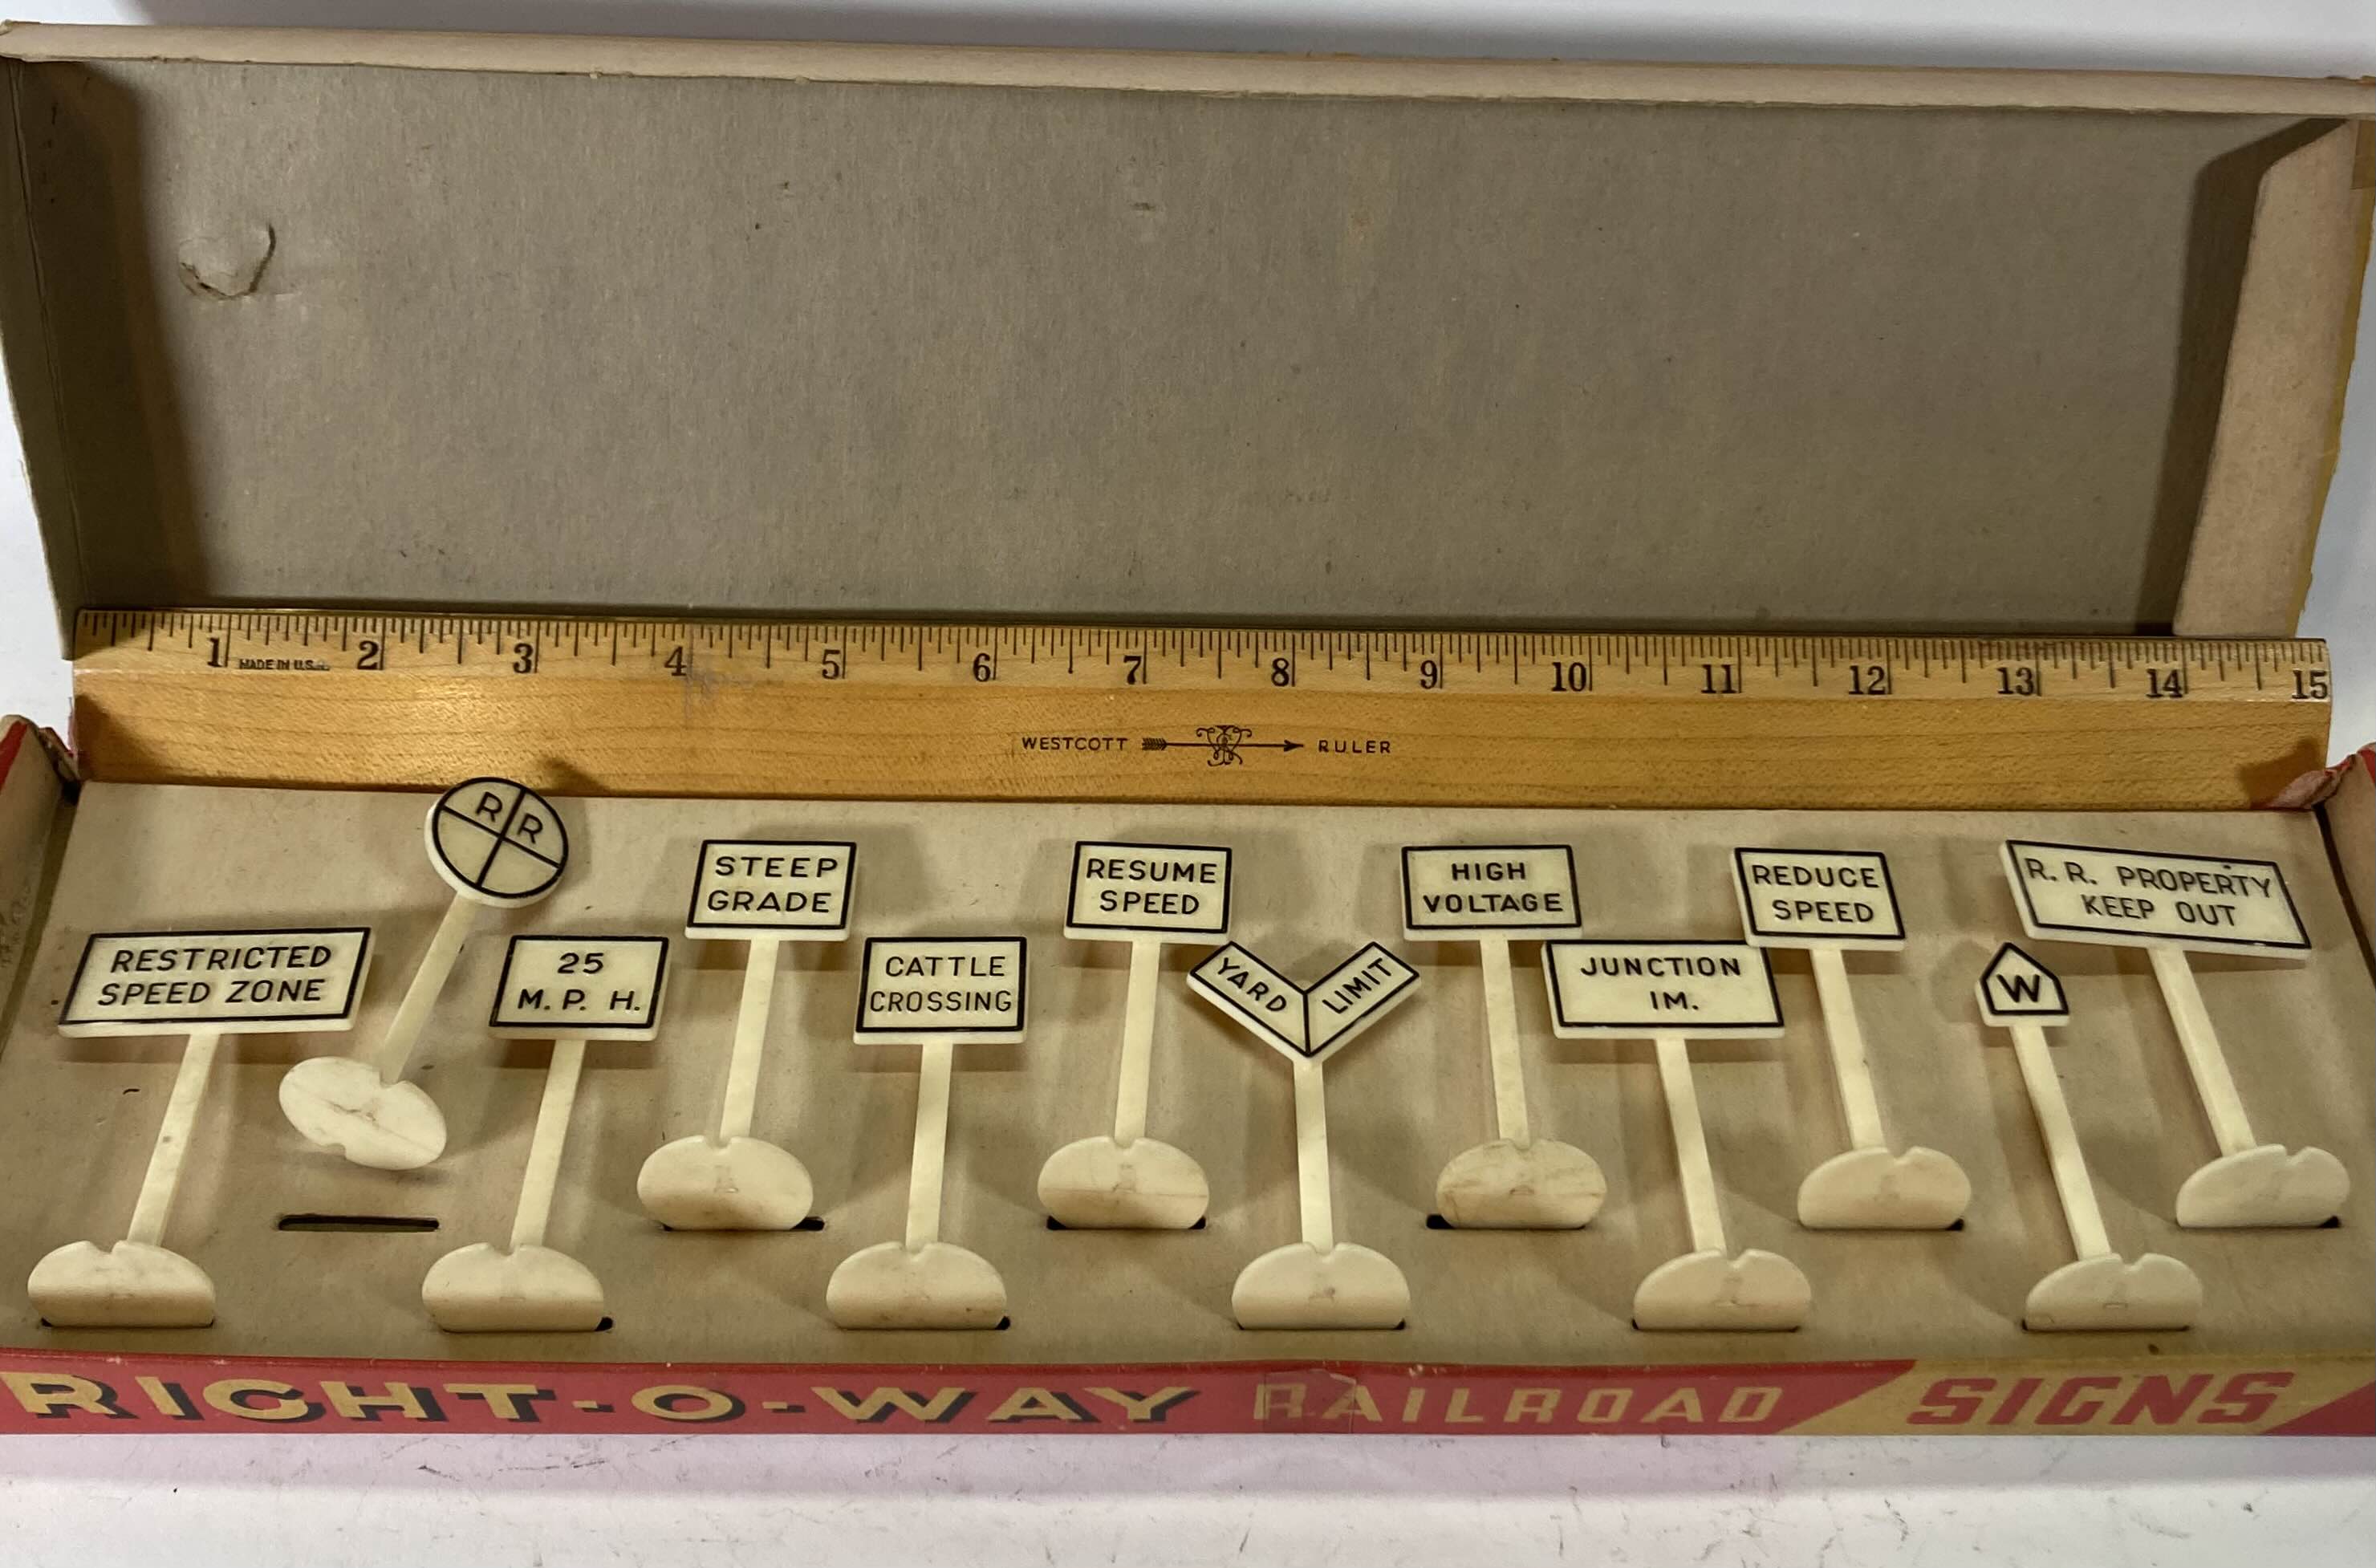 1 2 3 4 5 6 7 8 9 10 11 12 13 14 15
MADE IN U.S.A.
WESTCOTT RULER
R R
STEEP
GRADE
RESUME
SPEED
HIGH
VOLTAGE
REDUCE
SPEED
R. R. PROPERTY
KEEP OUT
RESTRICTED
SPEED ZONE
25
M. P. H.
CATTLE
CROSSING
YARD LIMIT
JUNCTION
1M.
W
RIGHT-O-WAY RAILROAD SIGNS